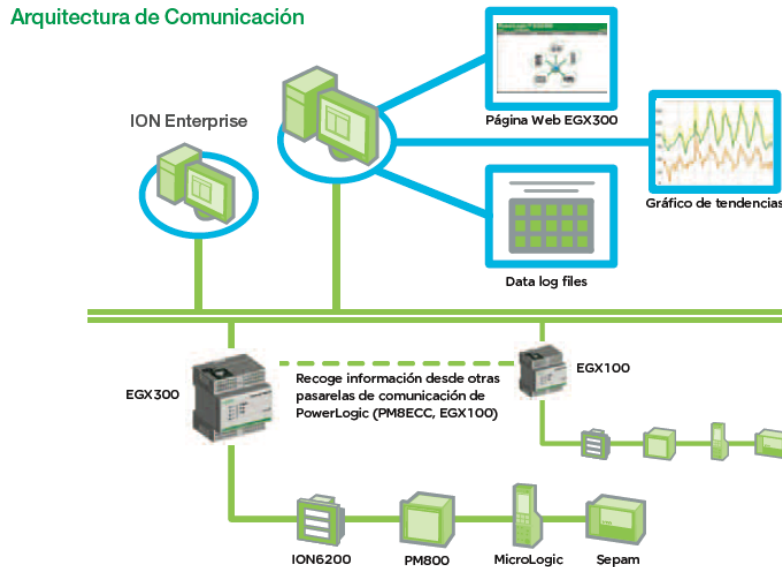 Arquitectura de Comunicación
ION Enterprise
Página Web EGX300
Gráfico de tendencias
Data log files
EGX300
Recoge información desde otras
pasarelas de comunicación de
PowerLogic (PM8ECC, EGX100)
EGX100
ION6200
PM800
MicroLogic
Sepam